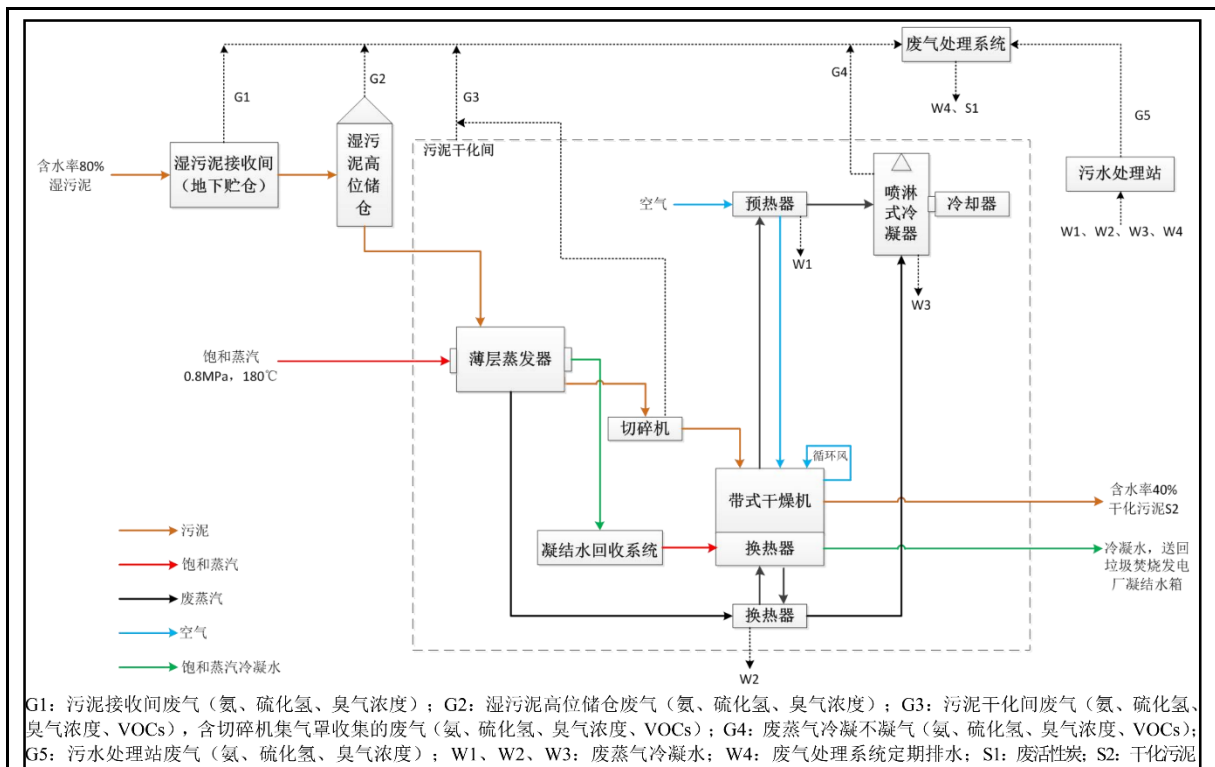 废气处理系统
G1
G2
G3
G4
W4、S1
G5
含水率80%
湿污泥
湿污泥接收间
（地下贮仓）
湿污
泥高
位储
仓
污泥干化间
空气
预热器
喷淋
式冷
凝器
冷却器
污水处理站
W1、W2、W3、W4
W1
W3
饱和蒸汽
0.8MPa，180℃
薄层蒸发器
切碎机
循环风
带式干燥机
含水率40%
干化污泥S2
凝结水回收系统
换热器
冷凝水，送回
垃圾焚烧发电
厂凝结水箱
换热器
W2
污泥
饱和蒸汽
废蒸汽
空气
饱和蒸汽冷凝水
G1：污泥接收间废气（氨、硫化氢、臭气浓度）；G2：湿污泥高位储仓废气（氨、硫化氢、臭气浓度）；G3：污泥干化间废气（氨、硫化氢、
臭气浓度、VOCs），含切碎机集气罩收集的废气（氨、硫化氢、臭气浓度、VOCs）；G4：废蒸气冷凝不凝气（氨、硫化氢、臭气浓度、VOCs）；
G5：污水处理站废气（氨、硫化氢、臭气浓度）；W1、W2、W3：废蒸气冷凝水；W4：废气处理系统定期排水；S1：废活性炭；S2：干化污泥